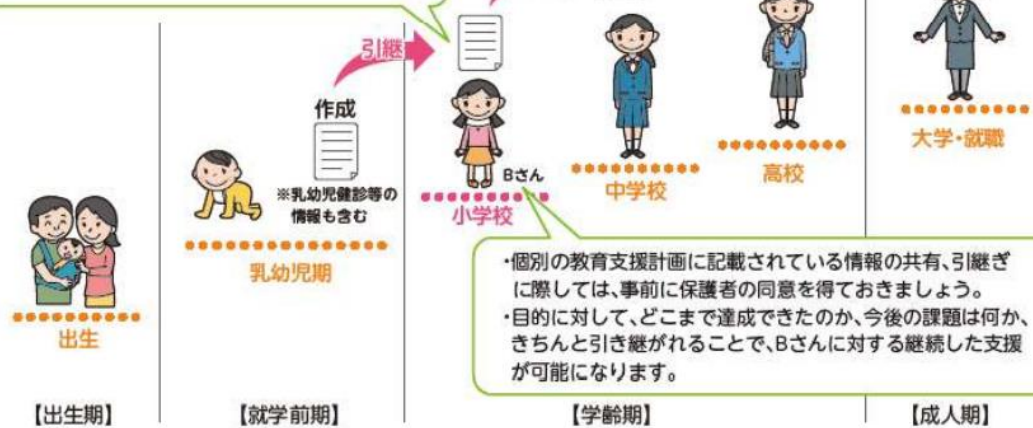 引継
作成
※乳幼児健診等の
情報も含む
Bさん
大学・就職
高校
中学校
小学校
乳幼児期
出生
・個別の教育支援計画に記載されている情報の共有、引継ぎ
に際しては、事前に保護者の同意を得ておきましょう。
・目的に対して、どこまで達成できたのか、今後の課題は何か、
きちんと引き継がれることで、Bさんに対する継続した支援
が可能になります。
【出生期】
【就学前期】
【学齢期】
【成人期】